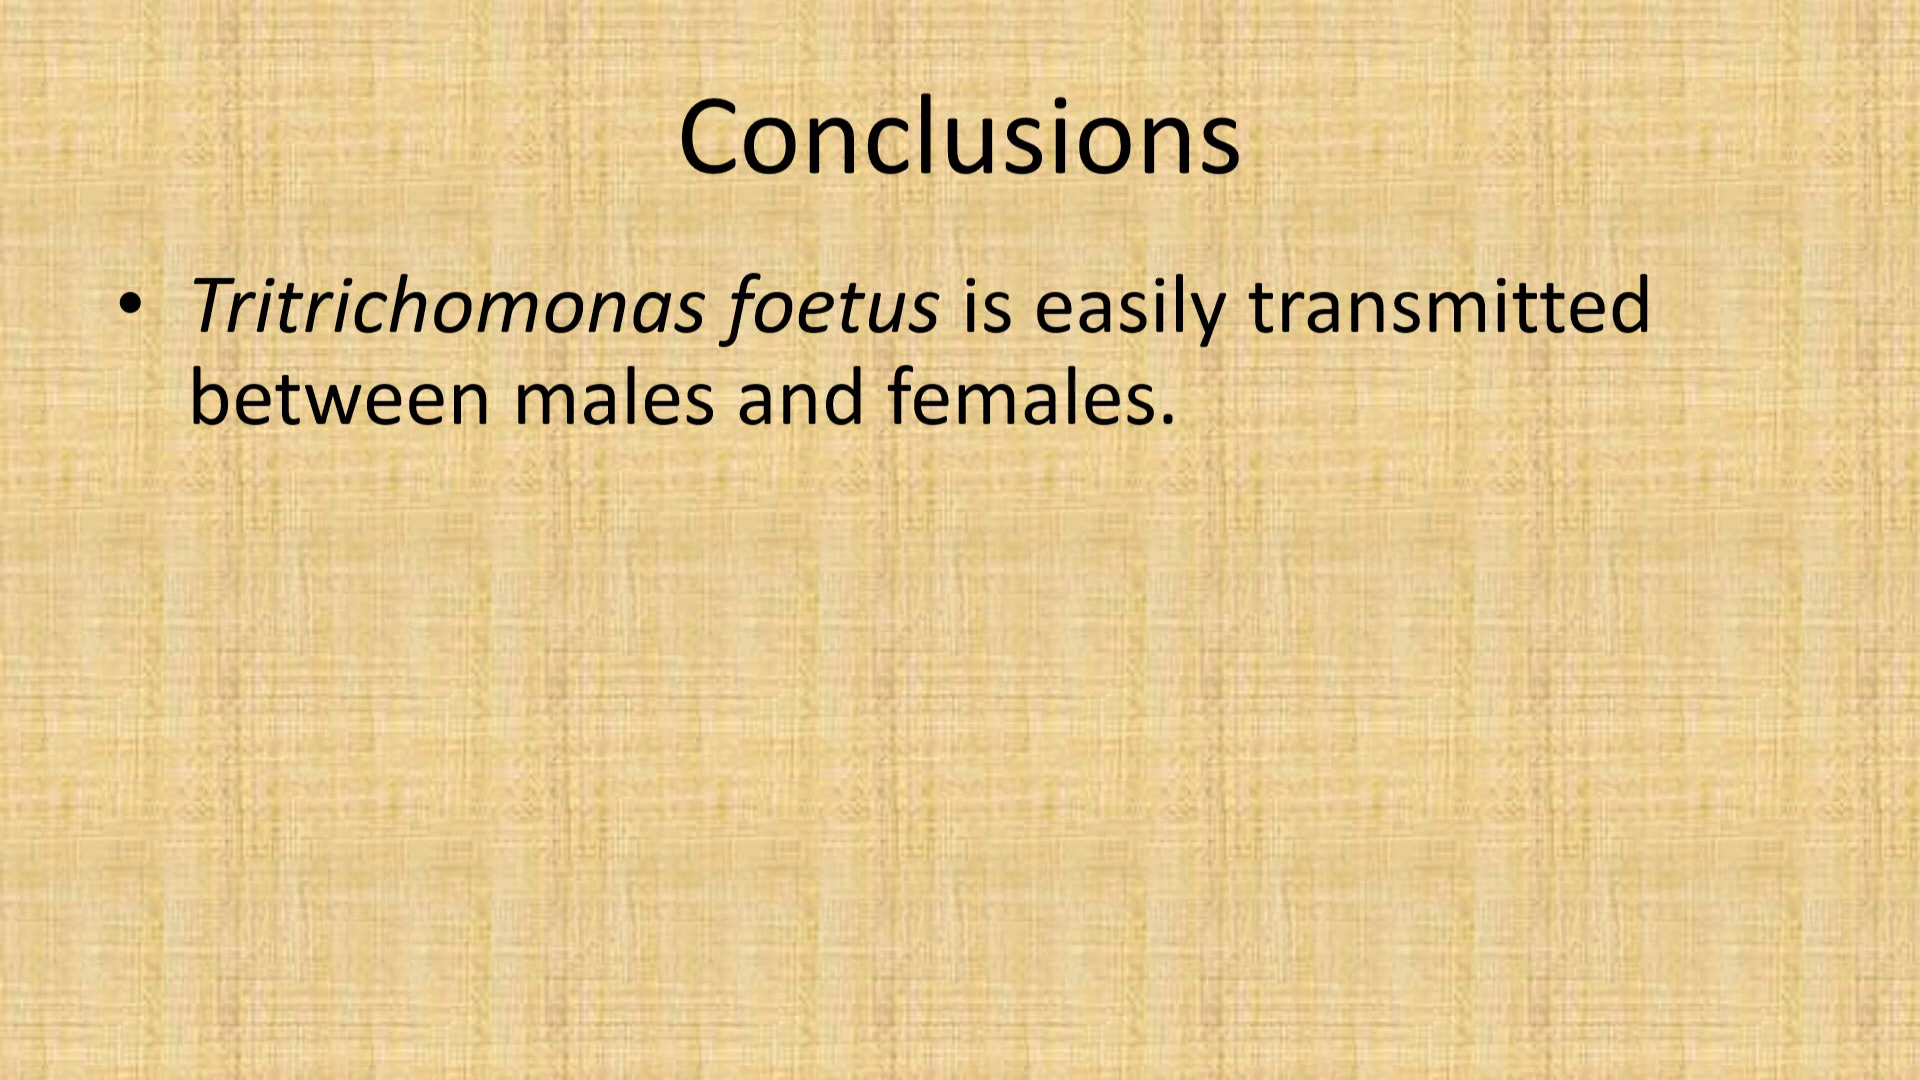 Conclusions
• Tritrichomonas foetus is easily transmitted
between males and females.